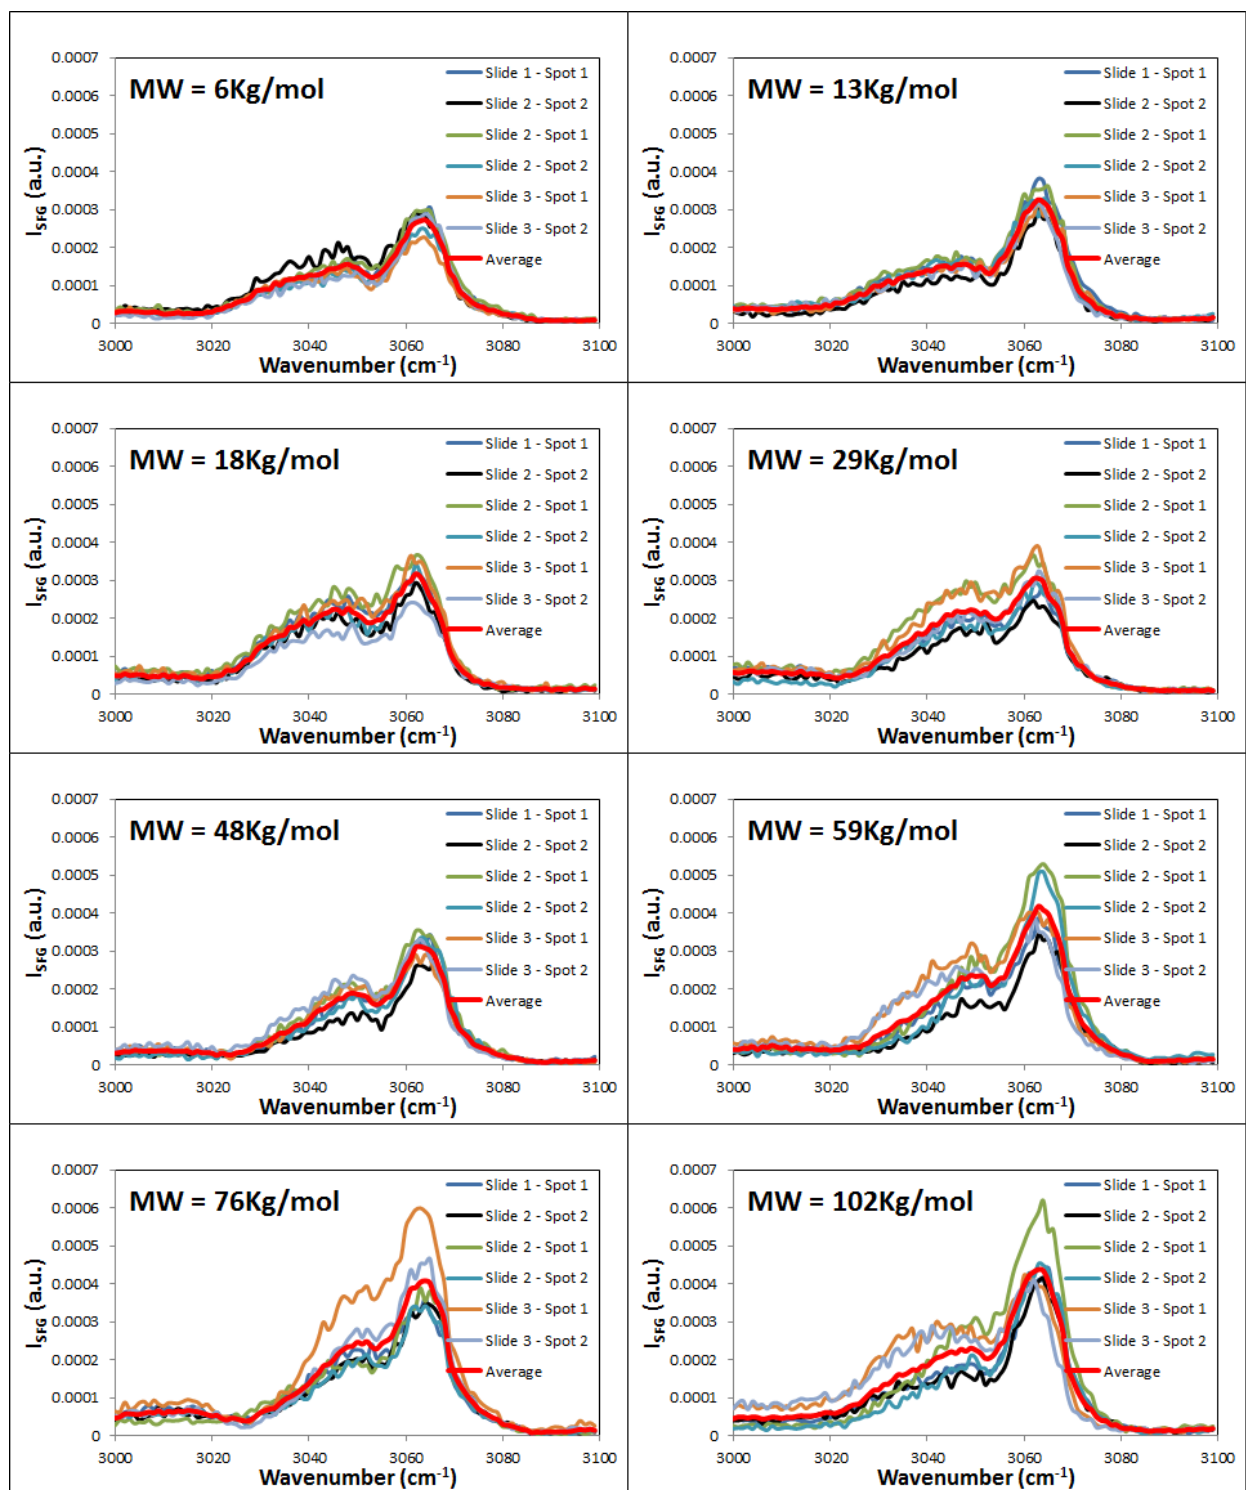 MW = 6Kg/mol
I_SFG (a.u.)
0.0007
0.0006
0.0005
0.0004
0.0003
0.0002
0.0001
0
3000
3020
3040
3060
3080
3100
Wavenumber (cm⁻¹)
Slide 1 - Spot 1
Slide 2 - Spot 2
Slide 2 - Spot 1
Slide 2 - Spot 2
Slide 3 - Spot 1
Slide 3 - Spot 2
Average
MW = 13Kg/mol
I_SFG (a.u.)
0.0007
0.0006
0.0005
0.0004
0.0003
0.0002
0.0001
0
3000
3020
3040
3060
3080
3100
Wavenumber (cm⁻¹)
Slide 1 - Spot 1
Slide 2 - Spot 2
Slide 2 - Spot 1
Slide 2 - Spot 2
Slide 3 - Spot 1
Slide 3 - Spot 2
Average
MW = 18Kg/mol
I_SFG (a.u.)
0.0007
0.0006
0.0005
0.0004
0.0003
0.0002
0.0001
0
3000
3020
3040
3060
3080
3100
Wavenumber (cm⁻¹)
Slide 1 - Spot 1
Slide 2 - Spot 2
Slide 2 - Spot 1
Slide 2 - Spot 2
Slide 3 - Spot 1
Slide 3 - Spot 2
Average
MW = 29Kg/mol
I_SFG (a.u.)
0.0007
0.0006
0.0005
0.0004
0.0003
0.0002
0.0001
0
3000
3020
3040
3060
3080
3100
Wavenumber (cm⁻¹)
Slide 1 - Spot 1
Slide 2 - Spot 2
Slide 2 - Spot 1
Slide 2 - Spot 2
Slide 3 - Spot 1
Slide 3 - Spot 2
Average
MW = 48Kg/mol
I_SFG (a.u.)
0.0007
0.0006
0.0005
0.0004
0.0003
0.0002
0.0001
0
3000
3020
3040
3060
3080
3100
Wavenumber (cm⁻¹)
Slide 1 - Spot 1
Slide 2 - Spot 2
Slide 2 - Spot 1
Slide 2 - Spot 2
Slide 3 - Spot 1
Slide 3 - Spot 2
Average
MW = 59Kg/mol
I_SFG (a.u.)
0.0007
0.0006
0.0005
0.0004
0.0003
0.0002
0.0001
0
3000
3020
3040
3060
3080
3100
Wavenumber (cm⁻¹)
Slide 1 - Spot 1
Slide 2 - Spot 2
Slide 2 - Spot 1
Slide 2 - Spot 2
Slide 3 - Spot 1
Slide 3 - Spot 2
Average
MW = 76Kg/mol
I_SFG (a.u.)
0.0007
0.0006
0.0005
0.0004
0.0003
0.0002
0.0001
0
3000
3020
3040
3060
3080
3100
Wavenumber (cm⁻¹)
Slide 1 - Spot 1
Slide 2 - Spot 2
Slide 2 - Spot 1
Slide 2 - Spot 2
Slide 3 - Spot 1
Slide 3 - Spot 2
Average
MW = 102Kg/mol
I_SFG (a.u.)
0.0007
0.0006
0.0005
0.0004
0.0003
0.0002
0.0001
0
3000
3020
3040
3060
3080
3100
Wavenumber (cm⁻¹)
Slide 1 - Spot 1
Slide 2 - Spot 2
Slide 2 - Spot 1
Slide 2 - Spot 2
Slide 3 - Spot 1
Slide 3 - Spot 2
Average